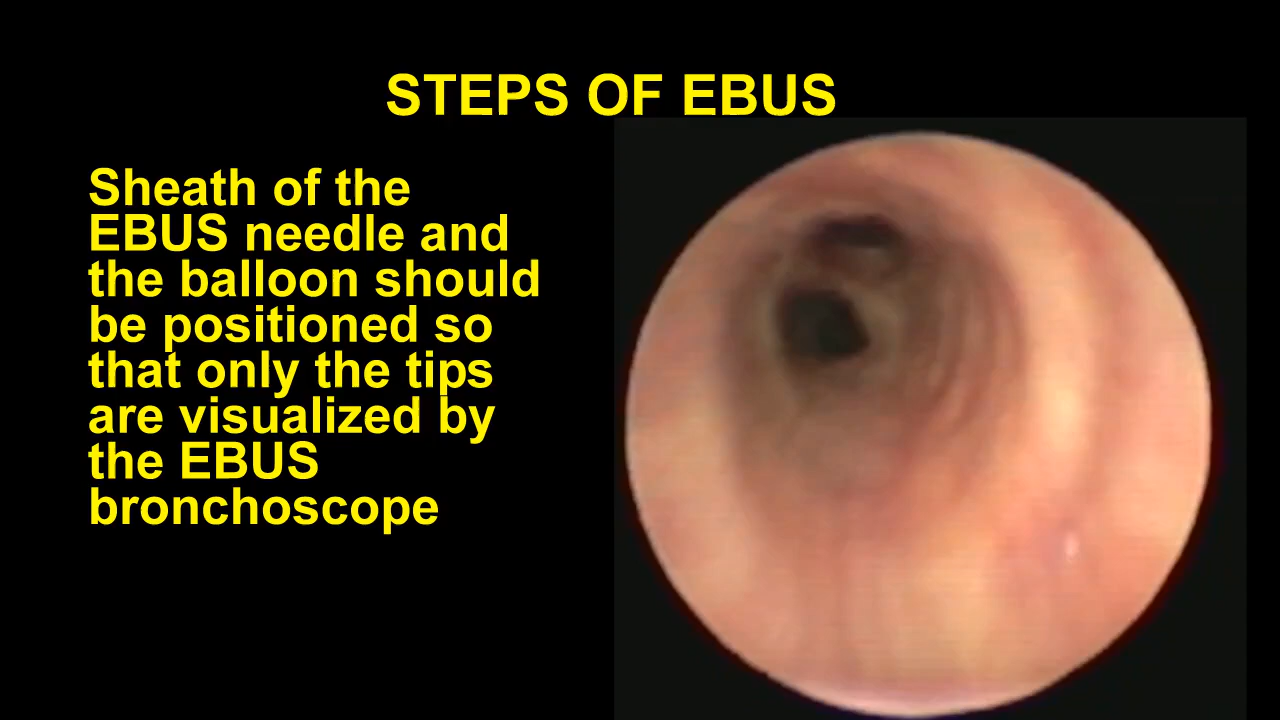 STEPS OF EBUS
Sheath of the
EBUS needle and
the balloon should
be positioned so
that only the tips
are visualized by
the EBUS
bronchoscope